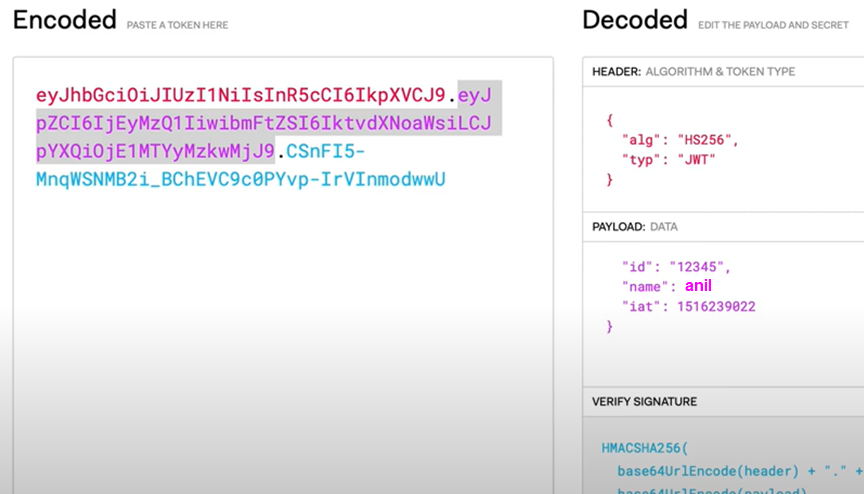 Encoded PASTE A TOKEN HERE
eyJhbGciOiJIUzI1NiIsInR5cCI6IkpXVCJ9.eyJ
pZCI6IjEyMzQ1IiwibmFtZSI6IktvdXNoaWsiLCJ
pYXQiOjE1MTYyMzkwMjJ9.CSnFI5-
MnqWSNMB2i_BChEVC9c0PYvp-IrVInmodwwU
Decoded EDIT THE PAYLOAD AND SECRET
HEADER: ALGORITHM & TOKEN TYPE
{
"alg": "HS256",
"typ": "JWT"
}
PAYLOAD: DATA
"id": "12345",
"name": anil
"iat": 1516239022
}
VERIFY SIGNATURE
HMACSHA256(
base64UrlEncode(header) + "." +
base64UrlEncode(payload)